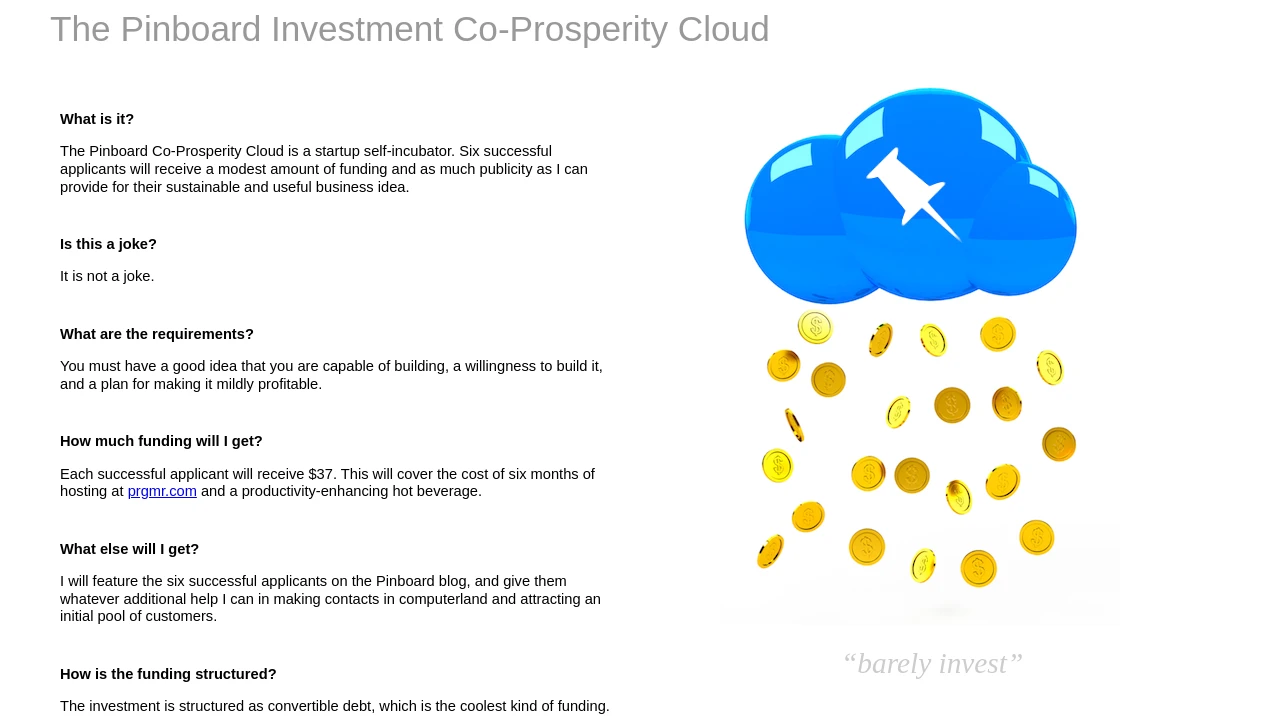 The Pinboard Investment Co-Prosperity Cloud
What is it?
The Pinboard Co-Prosperity Cloud is a startup self-incubator. Six successful
applicants will receive a modest amount of funding and as much publicity as I can
provide for their sustainable and useful business idea.
Is this a joke?
It is not a joke.
What are the requirements?
You must have a good idea that you are capable of building, a willingness to build it,
and a plan for making it mildly profitable.
How much funding will I get?
Each successful applicant will receive $37. This will cover the cost of six months of
hosting at prgmr.com and a productivity-enhancing hot beverage.
What else will I get?
I will feature the six successful applicants on the Pinboard blog, and give them
whatever additional help I can in making contacts in computerland and attracting an
initial pool of customers.
How is the funding structured?
The investment is structured as convertible debt, which is the coolest kind of funding.
“barely invest”